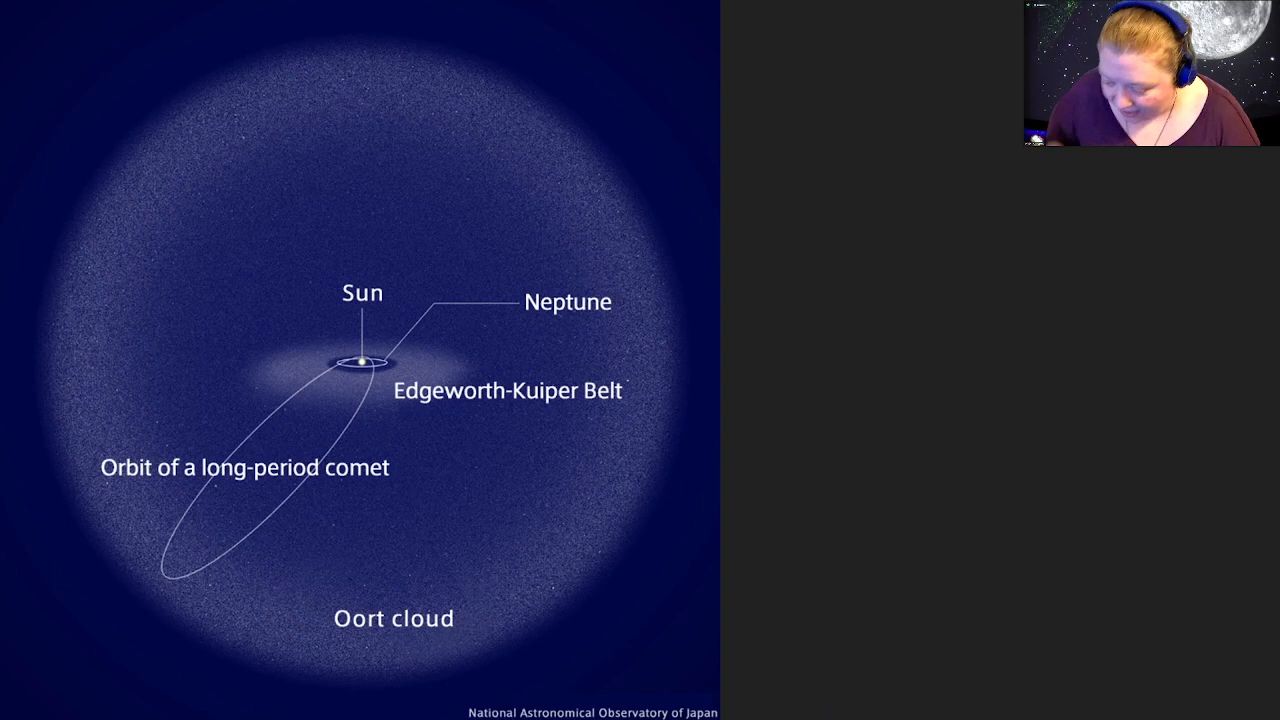 Sun
Neptune
Edgeworth-Kuiper Belt
Orbit of a long-period comet
Oort cloud
National Astronomical Observatory of Japan